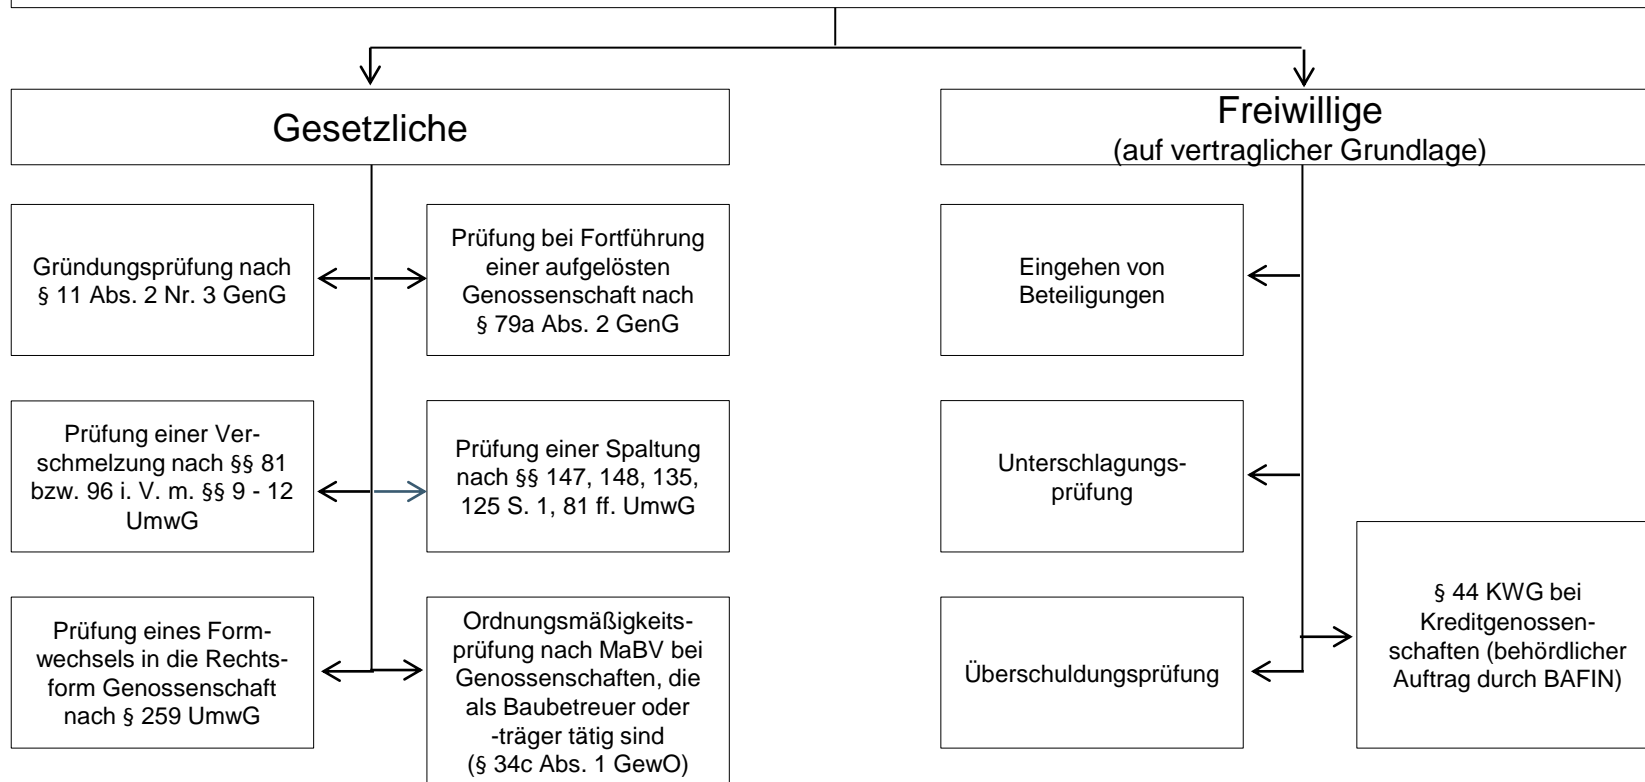 Gesetzliche
Freiwillige
(auf vertraglicher Grundlage)
Gründungsprüfung nach
§ 11 Abs. 2 Nr. 3 GenG
Prüfung bei Fortführung
einer aufgelösten
Genossenschaft nach
§ 79a Abs. 2 GenG
Eingehen von
Beteiligungen
Prüfung einer Ver-
schmelzung nach §§ 81
bzw. 96 i. V. m. §§ 9 - 12
UmwG
Prüfung einer Spaltung
nach §§ 147, 148, 135,
125 S. 1, 81 ff. UmwG
Unterschlagungs-
prüfung
Prüfung eines Form-
wechsels in die Rechts-
form Genossenschaft
nach § 259 UmwG
Ordnungsmäßigkeits-
prüfung nach MaBV bei
Genossenschaften, die
als Baubetreuer oder
-träger tätig sind
(§ 34c Abs. 1 GewO)
Überschuldungsprüfung
§ 44 KWG bei
Kreditgenossen-
schaften (behördlicher
Auftrag durch BAFIN)